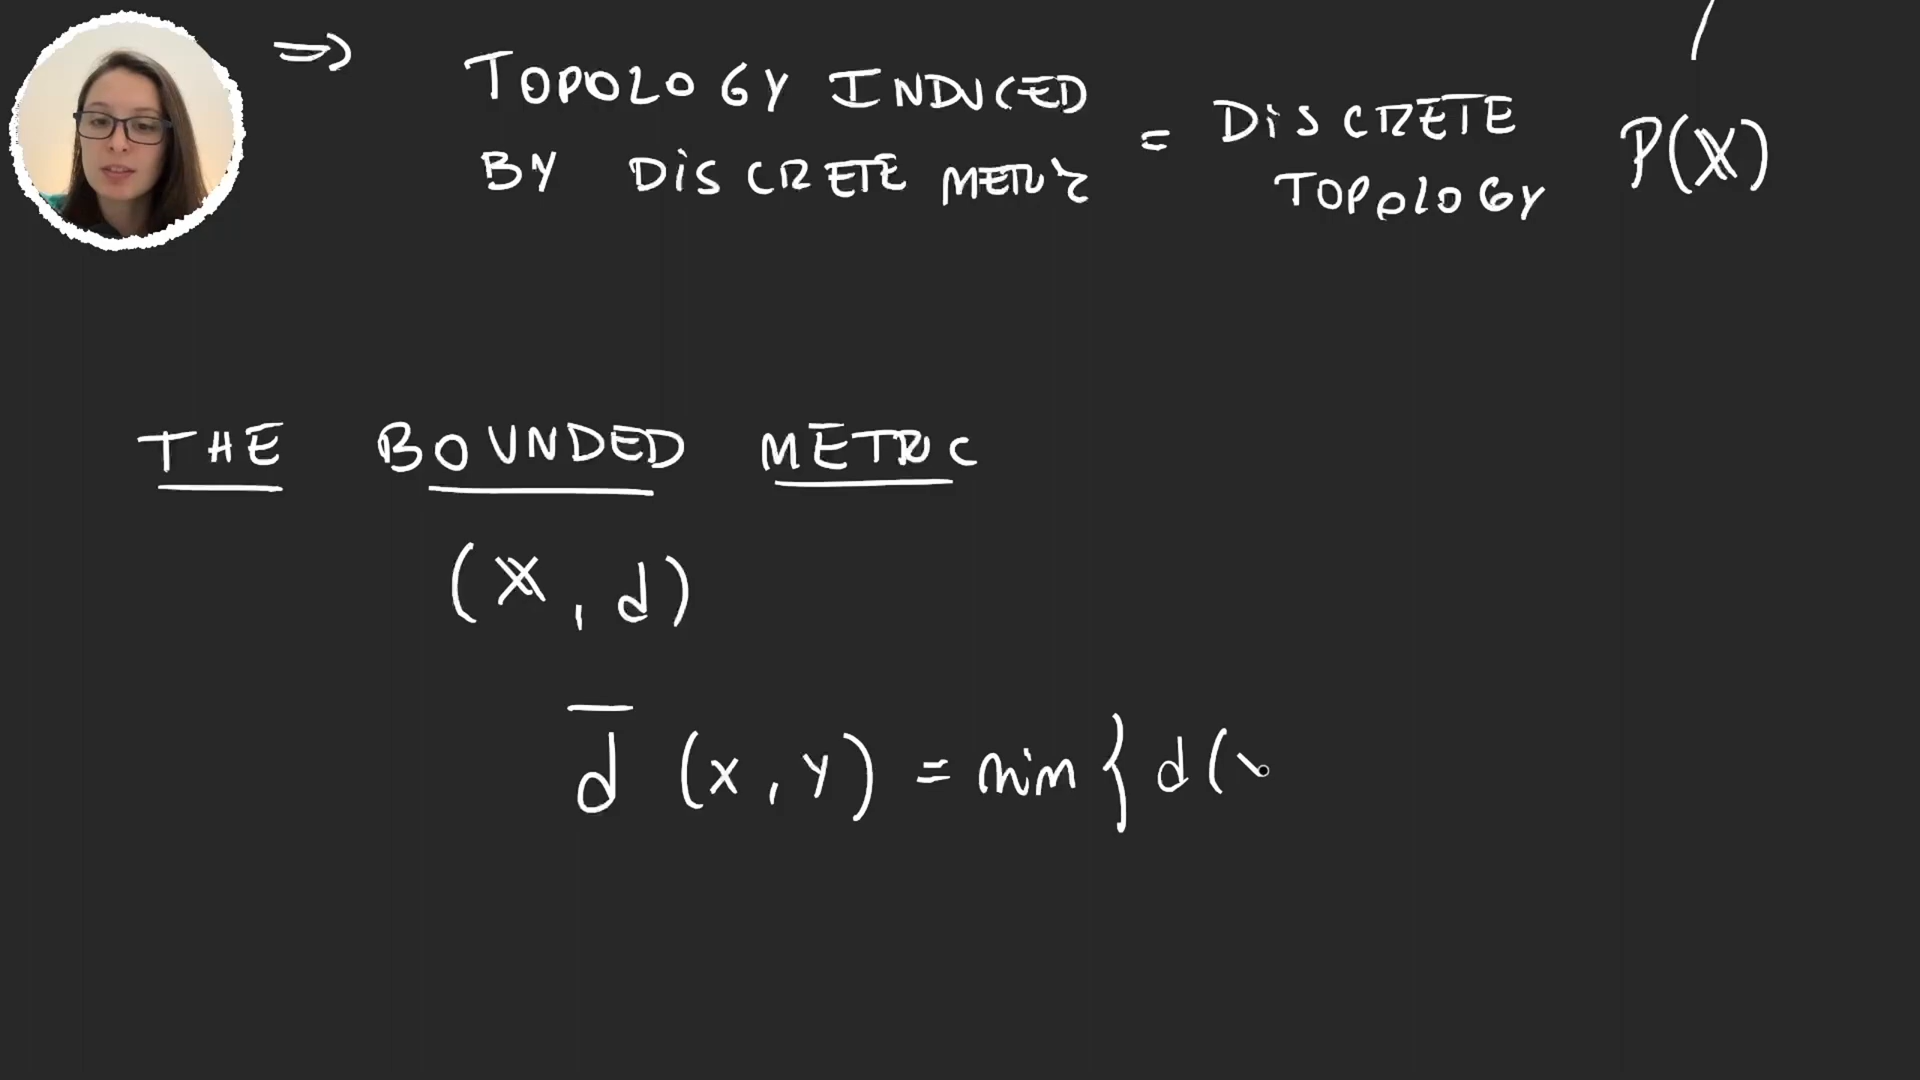 ⇒ TOPOLOGY INDUCED
BY DISCRETE METRIC
= DISCRETE
TOPOLOGY
P(X)
THE BOUNDED METRIC
(X, d)
d̅ (x, y) = min { d(